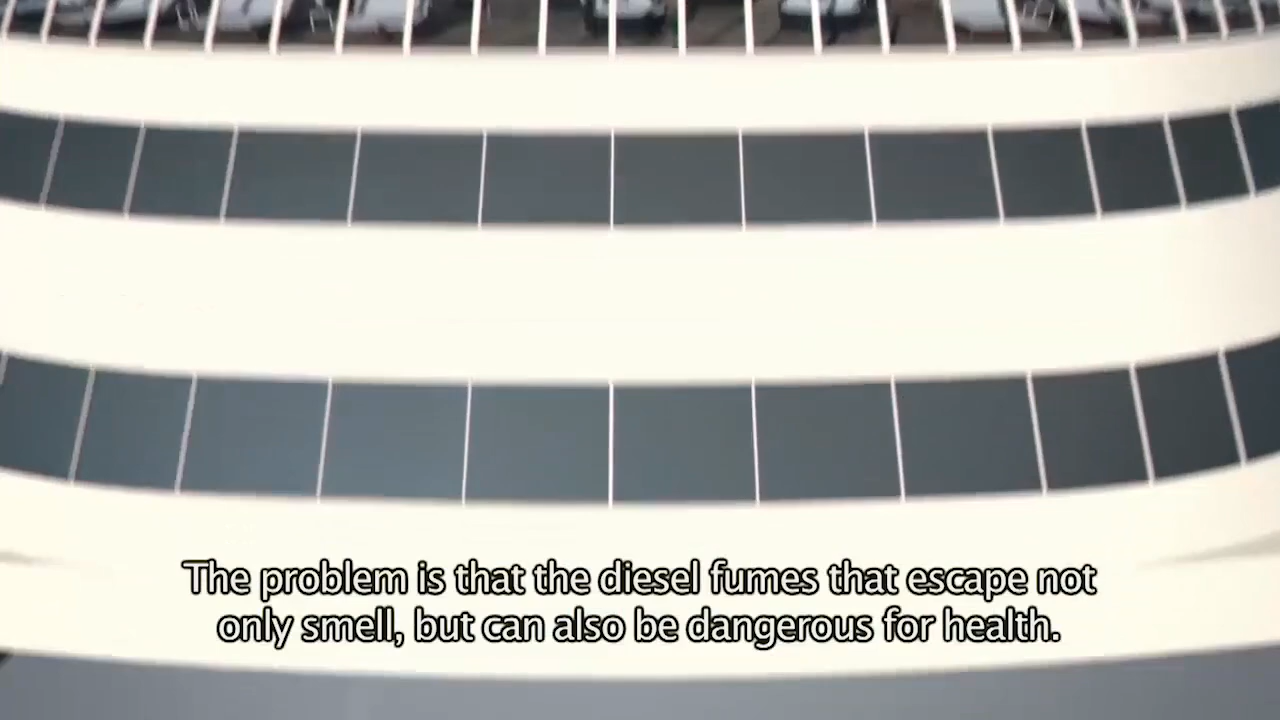 The problem is that the diesel fumes that escape not
only smell, but can also be dangerous for health.